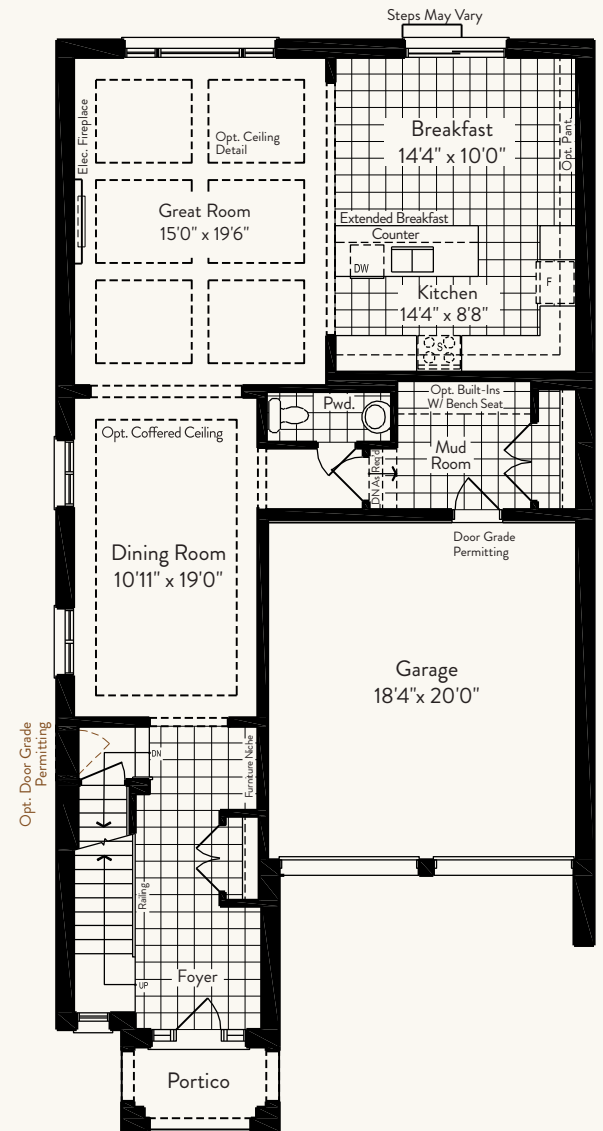 Steps May Vary
Elec. Fireplace
Opt. Ceiling
Detail
Breakfast
14'4" x 10'0"
Opt. Pant.
Great Room
15'0" x 19'6"
Extended Breakfast
Counter
DW
F
Kitchen
14'4" x 8'8"
S
Opt. Built-Ins
W/ Bench Seat
Pwd.
Opt. Coffered Ceiling
Mud
Room
DN As Req'd
Door Grade
Permitting
Dining Room
10'11" x 19'0"
Garage
18'4"x 20'0"
Opt. Door Grade
Permitting
DN
Furniture Niche
Railing
Foyer
UP
Portico